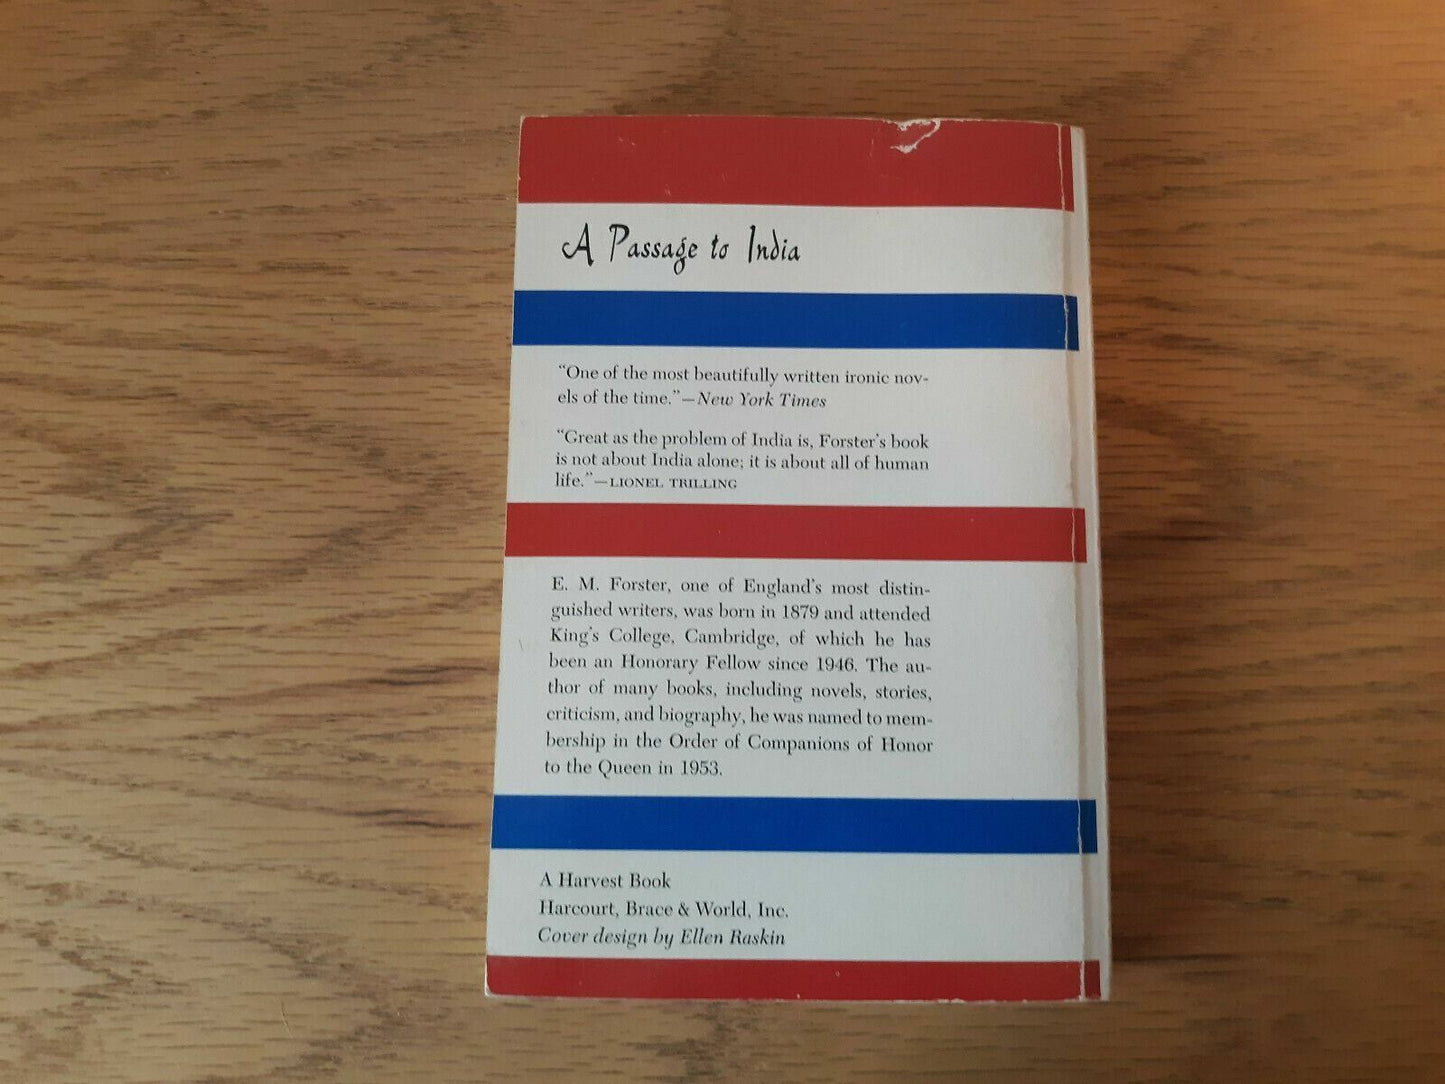 A Passage to India
“One of the most beautifully written ironic nov-
els of the time.”—New York Times
“Great as the problem of India is, Forster’s book
is not about India alone; it is about all of human
life.”—LIONEL TRILLING
E. M. Forster, one of England’s most distin-
guished writers, was born in 1879 and attended
King’s College, Cambridge, of which he has
been an Honorary Fellow since 1946. The au-
thor of many books, including novels, stories,
criticism, and biography, he was named to mem-
bership in the Order of Companions of Honor
to the Queen in 1953.
A Harvest Book
Harcourt, Brace & World, Inc.
Cover design by Ellen Raskin